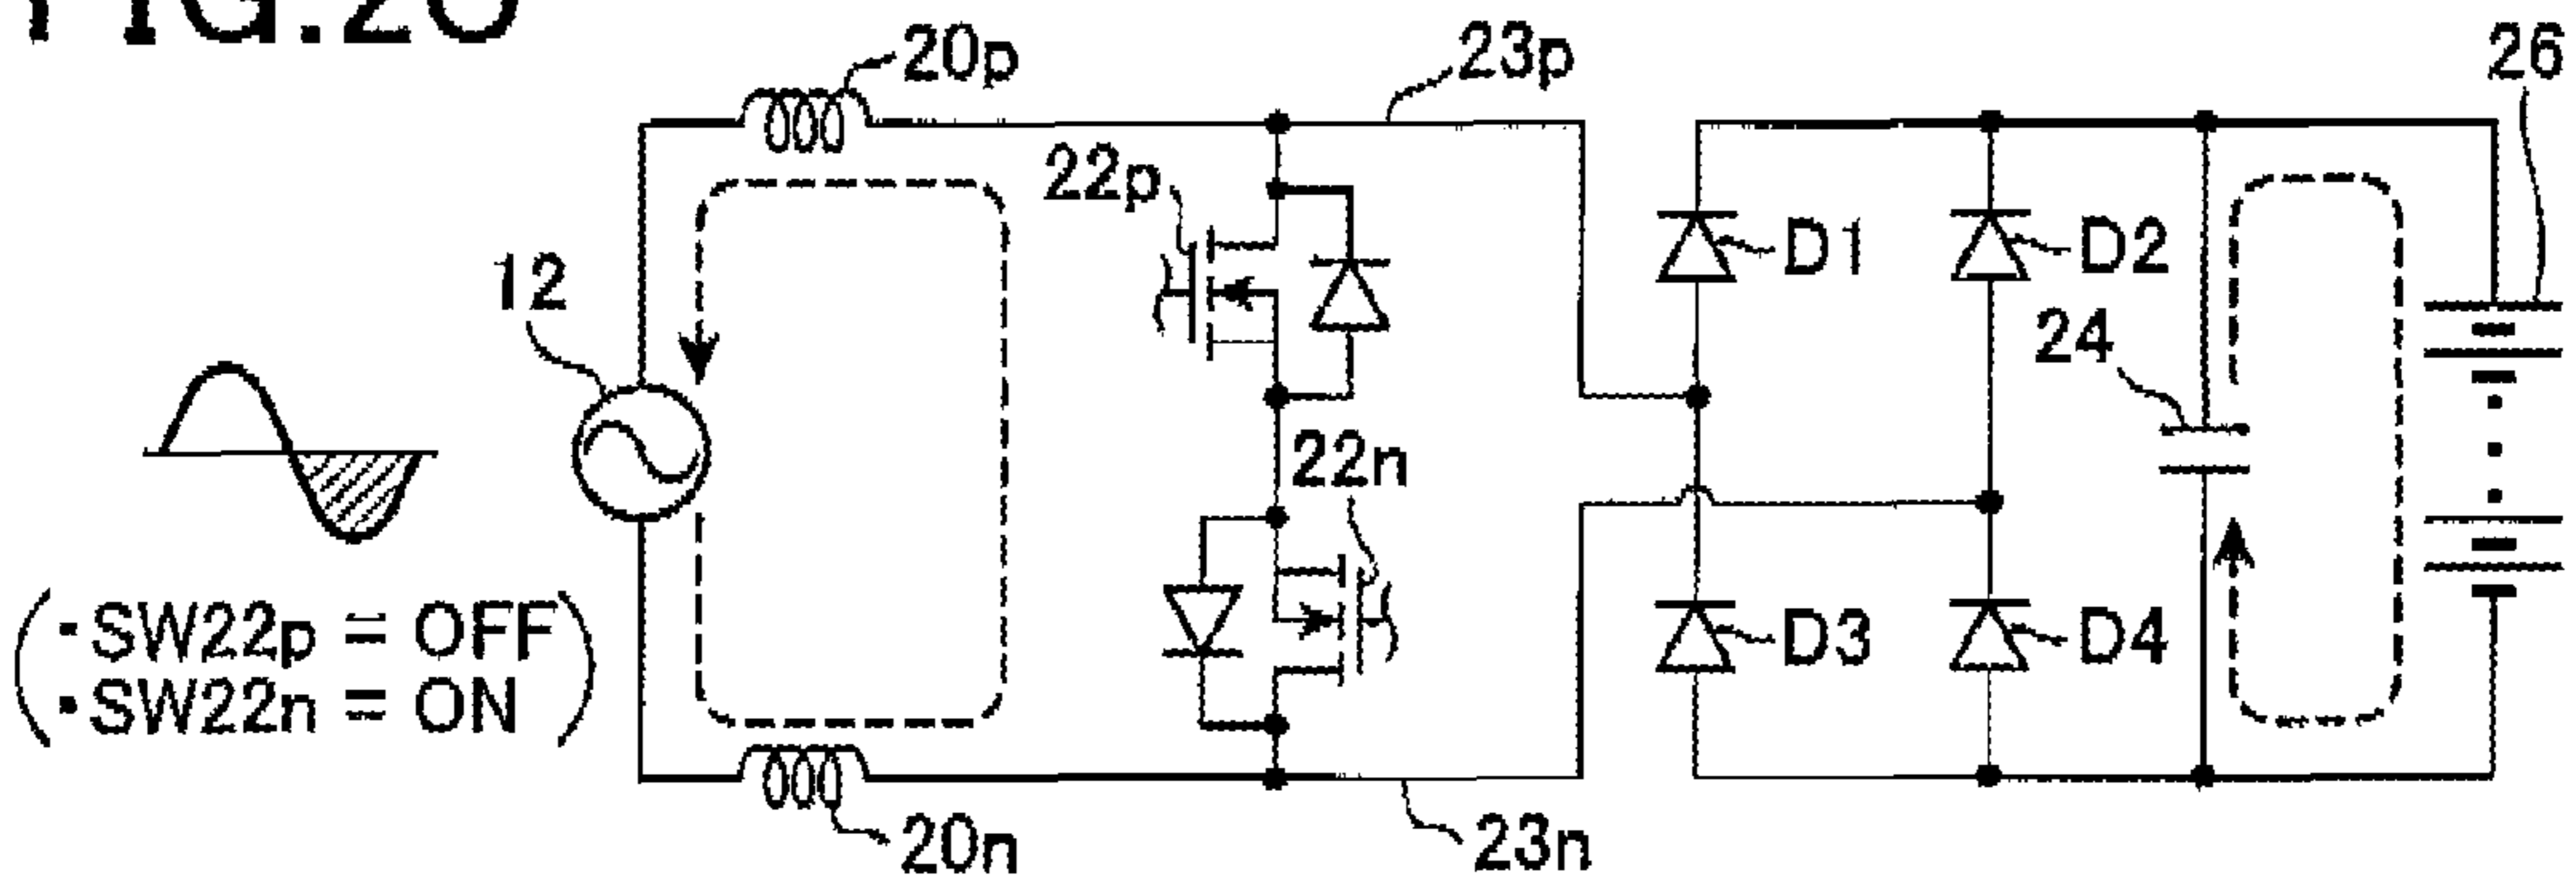 20p
23p
26
22p
D1
D2
12
24
22n
(·SW22p = OFF
·SW22n = ON)
D3
D4
20n
23n